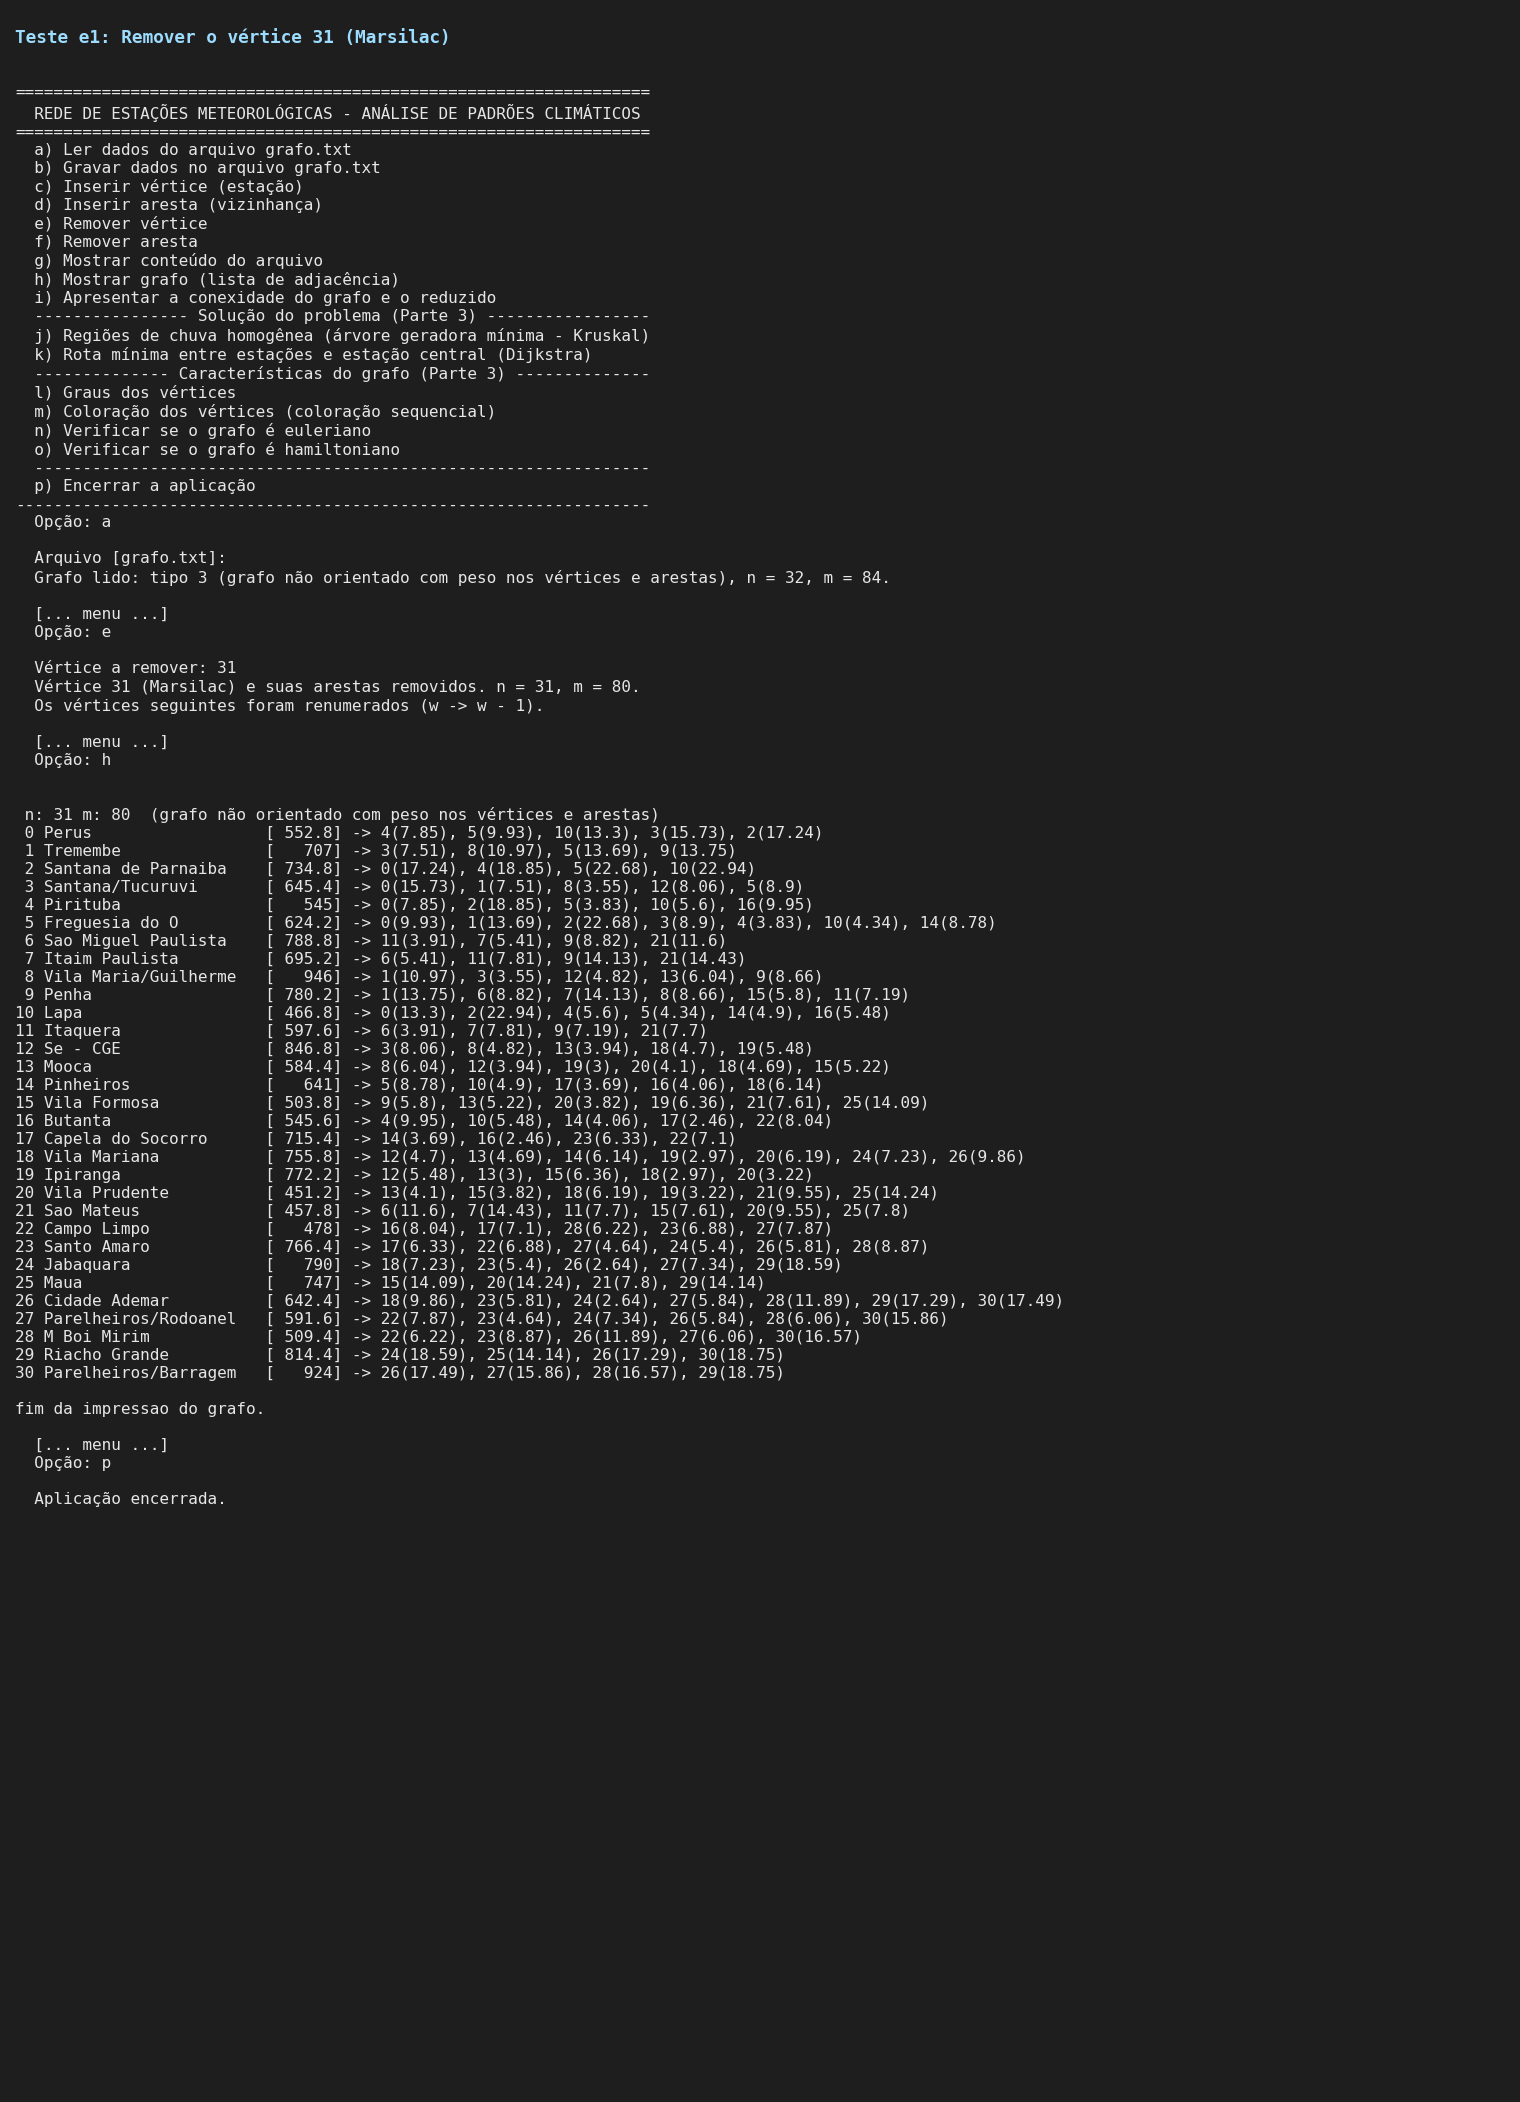 Teste e1: Remover o vértice 31 (Marsilac)
==================================================================
REDE DE ESTAÇÕES METEOROLÓGICAS - ANÁLISE DE PADRÕES CLIMÁTICOS
==================================================================
a) Ler dados do arquivo grafo.txt
b) Gravar dados no arquivo grafo.txt
c) Inserir vértice (estação)
d) Inserir aresta (vizinhança)
e) Remover vértice
f) Remover aresta
g) Mostrar conteúdo do arquivo
h) Mostrar grafo (lista de adjacência)
i) Apresentar a conexidade do grafo e o reduzido
---------------- Solução do problema (Parte 3) -----------------
j) Regiões de chuva homogênea (árvore geradora mínima - Kruskal)
k) Rota mínima entre estações e estação central (Dijkstra)
-------------- Características do grafo (Parte 3) --------------
l) Graus dos vértices
m) Coloração dos vértices (coloração sequencial)
n) Verificar se o grafo é euleriano
o) Verificar se o grafo é hamiltoniano
----------------------------------------------------------------
p) Encerrar a aplicação
------------------------------------------------------------------
Opção: a
Arquivo [grafo.txt]:
Grafo lido: tipo 3 (grafo não orientado com peso nos vértices e arestas), n = 32, m = 84.
[... menu ...]
Opção: e
Vértice a remover: 31
Vértice 31 (Marsilac) e suas arestas removidos. n = 31, m = 80.
Os vértices seguintes foram renumerados (w -> w - 1).
[... menu ...]
Opção: h
n: 31 m: 80  (grafo não orientado com peso nos vértices e arestas)
0 Perus                  [ 552.8] -> 4(7.85), 5(9.93), 10(13.3), 3(15.73), 2(17.24)
1 Tremembe               [   707] -> 3(7.51), 8(10.97), 5(13.69), 9(13.75)
2 Santana de Parnaiba    [ 734.8] -> 0(17.24), 4(18.85), 5(22.68), 10(22.94)
3 Santana/Tucuruvi       [ 645.4] -> 0(15.73), 1(7.51), 8(3.55), 12(8.06), 5(8.9)
4 Pirituba               [   545] -> 0(7.85), 2(18.85), 5(3.83), 10(5.6), 16(9.95)
5 Freguesia do O         [ 624.2] -> 0(9.93), 1(13.69), 2(22.68), 3(8.9), 4(3.83), 10(4.34), 14(8.78)
6 Sao Miguel Paulista    [ 788.8] -> 11(3.91), 7(5.41), 9(8.82), 21(11.6)
7 Itaim Paulista         [ 695.2] -> 6(5.41), 11(7.81), 9(14.13), 21(14.43)
8 Vila Maria/Guilherme   [   946] -> 1(10.97), 3(3.55), 12(4.82), 13(6.04), 9(8.66)
9 Penha                  [ 780.2] -> 1(13.75), 6(8.82), 7(14.13), 8(8.66), 15(5.8), 11(7.19)
10 Lapa                   [ 466.8] -> 0(13.3), 2(22.94), 4(5.6), 5(4.34), 14(4.9), 16(5.48)
11 Itaquera               [ 597.6] -> 6(3.91), 7(7.81), 9(7.19), 21(7.7)
12 Se - CGE               [ 846.8] -> 3(8.06), 8(4.82), 13(3.94), 18(4.7), 19(5.48)
13 Mooca                  [ 584.4] -> 8(6.04), 12(3.94), 19(3), 20(4.1), 18(4.69), 15(5.22)
14 Pinheiros              [   641] -> 5(8.78), 10(4.9), 17(3.69), 16(4.06), 18(6.14)
15 Vila Formosa           [ 503.8] -> 9(5.8), 13(5.22), 20(3.82), 19(6.36), 21(7.61), 25(14.09)
16 Butanta                [ 545.6] -> 4(9.95), 10(5.48), 14(4.06), 17(2.46), 22(8.04)
17 Capela do Socorro      [ 715.4] -> 14(3.69), 16(2.46), 23(6.33), 22(7.1)
18 Vila Mariana           [ 755.8] -> 12(4.7), 13(4.69), 14(6.14), 19(2.97), 20(6.19), 24(7.23), 26(9.86)
19 Ipiranga               [ 772.2] -> 12(5.48), 13(3), 15(6.36), 18(2.97), 20(3.22)
20 Vila Prudente          [ 451.2] -> 13(4.1), 15(3.82), 18(6.19), 19(3.22), 21(9.55), 25(14.24)
21 Sao Mateus             [ 457.8] -> 6(11.6), 7(14.43), 11(7.7), 15(7.61), 20(9.55), 25(7.8)
22 Campo Limpo            [   478] -> 16(8.04), 17(7.1), 28(6.22), 23(6.88), 27(7.87)
23 Santo Amaro            [ 766.4] -> 17(6.33), 22(6.88), 27(4.64), 24(5.4), 26(5.81), 28(8.87)
24 Jabaquara              [   790] -> 18(7.23), 23(5.4), 26(2.64), 27(7.34), 29(18.59)
25 Maua                   [   747] -> 15(14.09), 20(14.24), 21(7.8), 29(14.14)
26 Cidade Ademar          [ 642.4] -> 18(9.86), 23(5.81), 24(2.64), 27(5.84), 28(11.89), 29(17.29), 30(17.49)
27 Parelheiros/Rodoanel   [ 591.6] -> 22(7.87), 23(4.64), 24(7.34), 26(5.84), 28(6.06), 30(15.86)
28 M Boi Mirim            [ 509.4] -> 22(6.22), 23(8.87), 26(11.89), 27(6.06), 30(16.57)
29 Riacho Grande          [ 814.4] -> 24(18.59), 25(14.14), 26(17.29), 30(18.75)
30 Parelheiros/Barragem   [   924] -> 26(17.49), 27(15.86), 28(16.57), 29(18.75)
fim da impressao do grafo.
[... menu ...]
Opção: p
Aplicação encerrada.